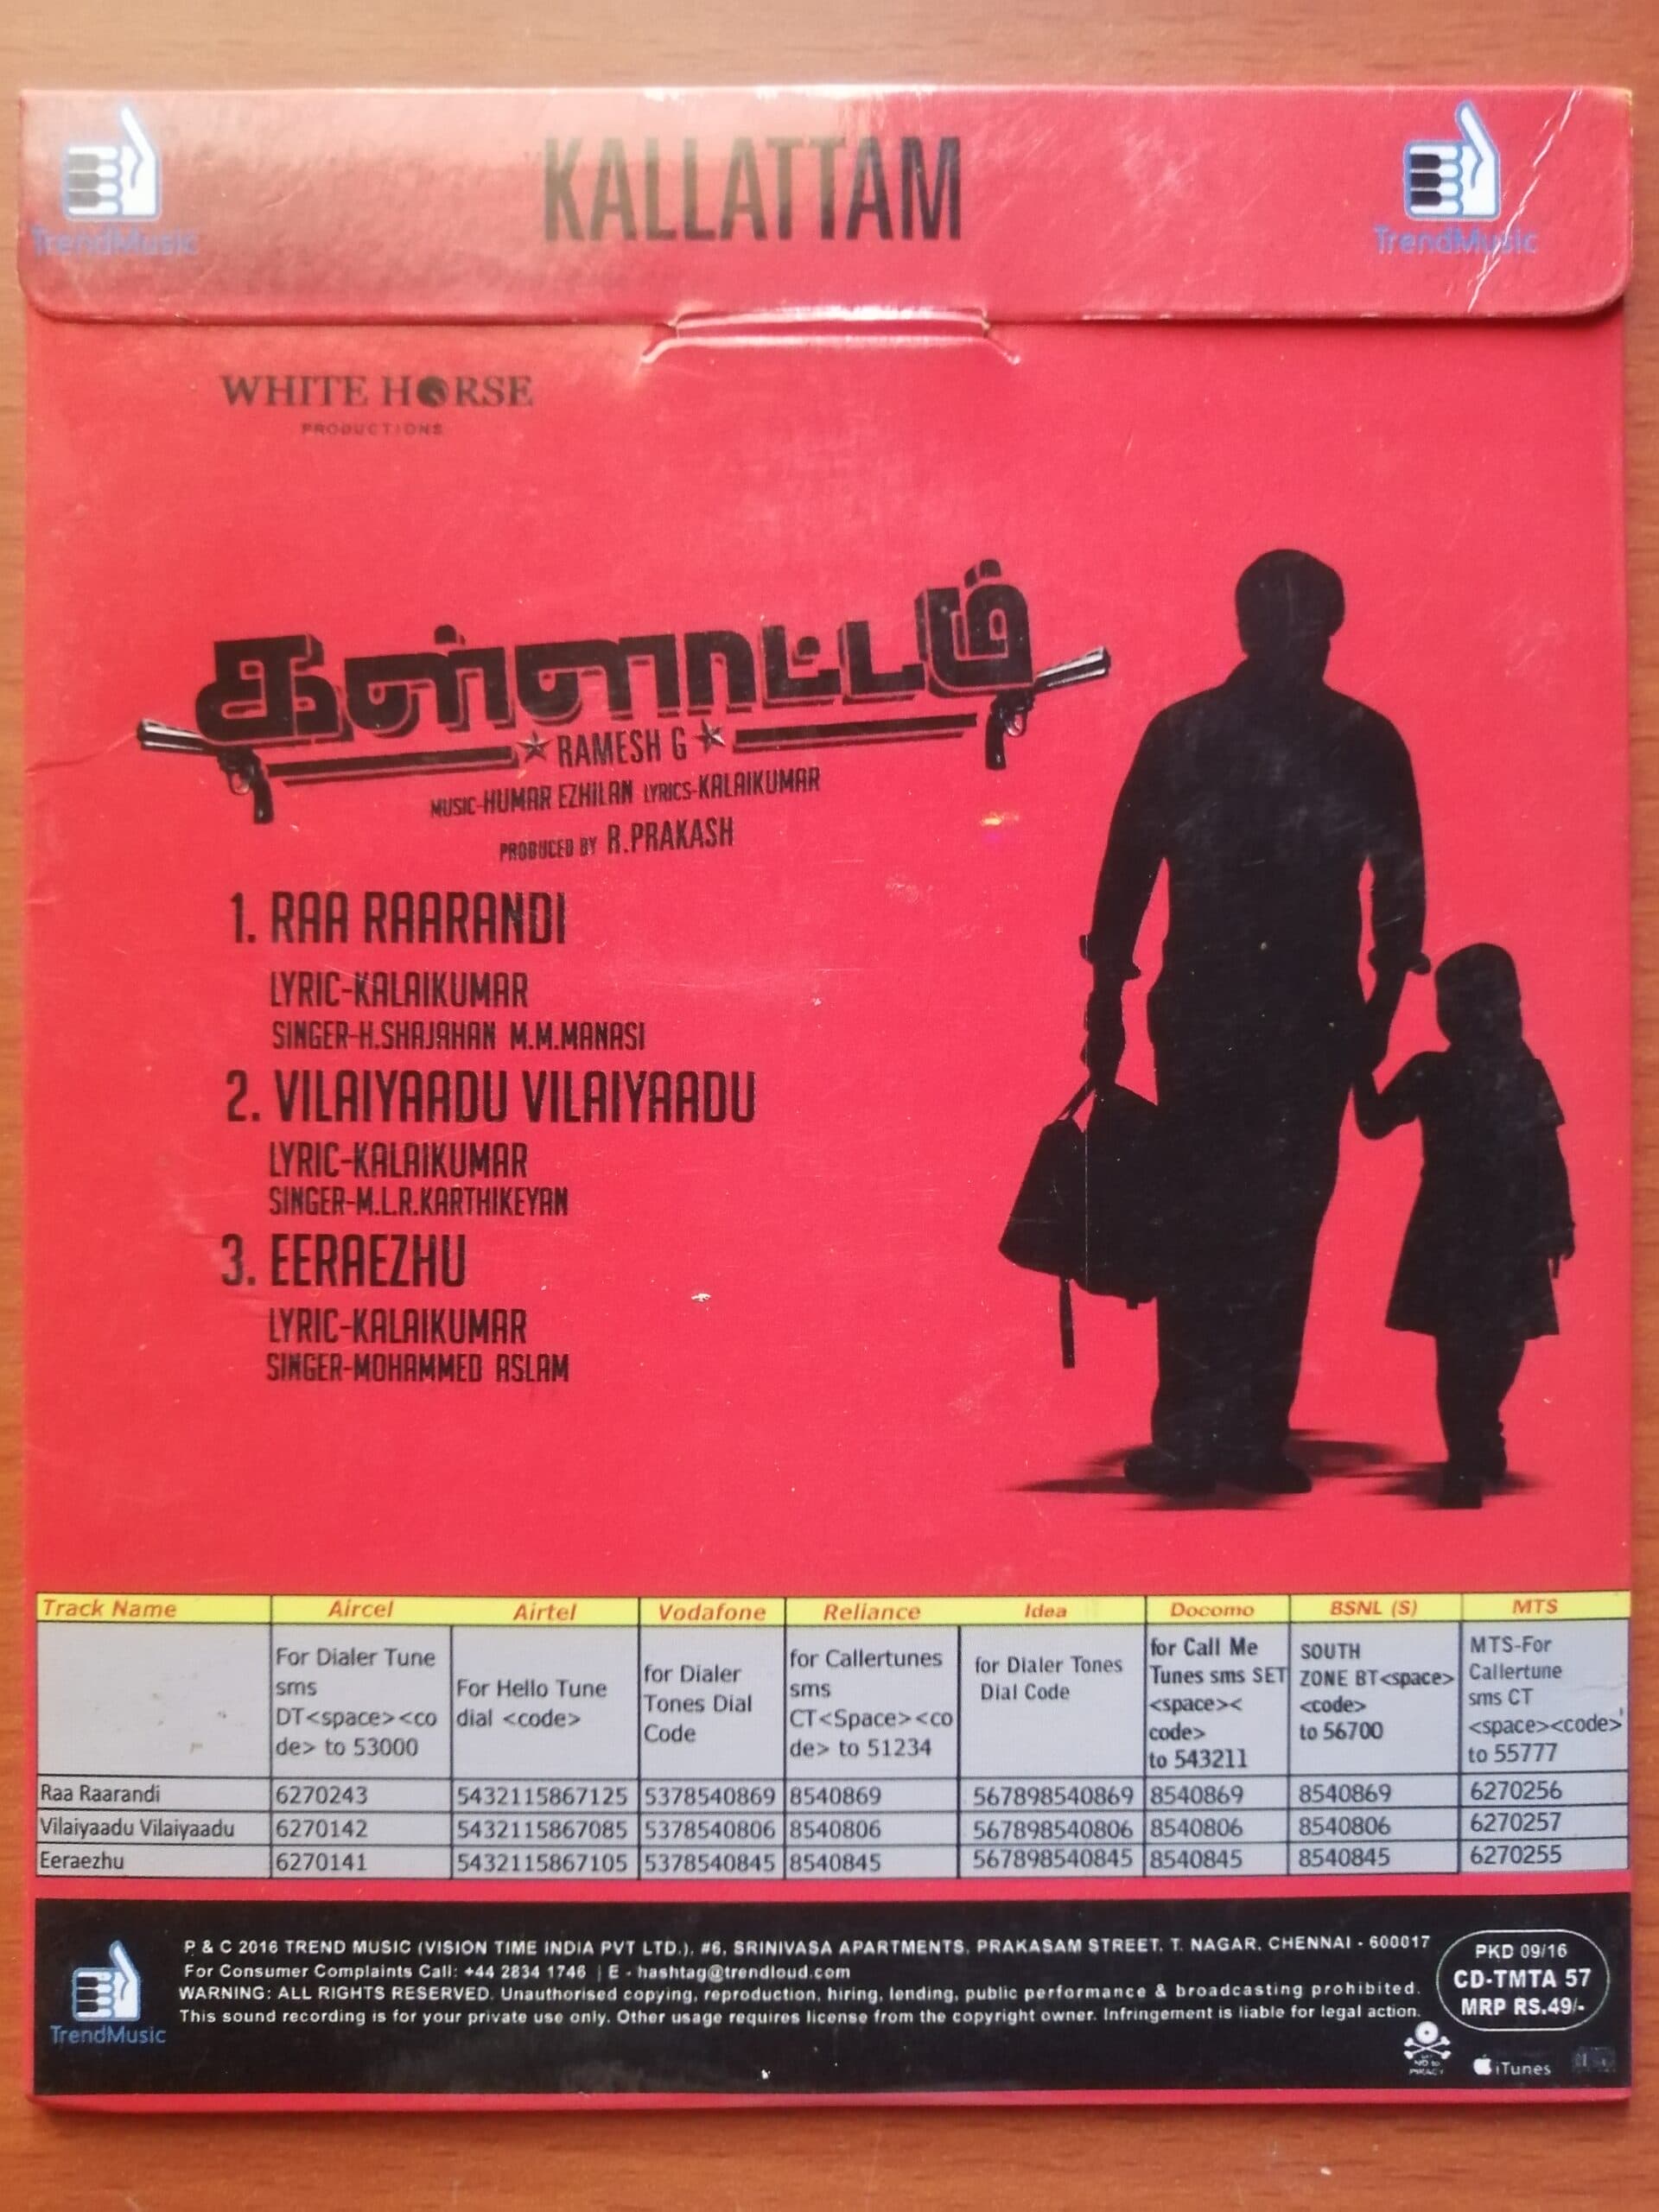 KALLATTAM
TrendMusic
TrendMusic
WHITE HORSE
PRODUCTIONS
கள்ளாட்டம்
RAMESH G
MUSIC-HUMAR EZHILAN LYRICS-KALAIKUMAR
PRODUCED BY R.PRAKASH
1. RAA RAARANDI
LYRIC-KALAIKUMAR
SINGER-H.SHAJAHAN M.M.MANASI
2. VILAIYAADU VILAIYAADU
LYRIC-KALAIKUMAR
SINGER-M.L.R.KARTHIKEYAN
3. EERAEZHU
LYRIC-KALAIKUMAR
SINGER-MOHAMMED ASLAM
Track Name Aircel Airtel Vodafone Reliance Idea Docomo BSNL (S) MTS
For Dialer Tune
sms
DT<space><co
de> to 53000
For Hello Tune
dial <code>
for Dialer
Tones Dial
Code
for Callertunes
sms
CT<Space><co
de> to 51234
for Dialer Tones
Dial Code
for Call Me
Tunes sms SET
<space><
code>
to 543211
SOUTH
ZONE BT<space>
<code>
to 56700
MTS-For
Callertune
sms CT
<space><code>
to 55777
Raa Raarandi 6270243 5432115867125 5378540869 8540869 567898540869 8540869 8540869 6270256
Vilaiyaadu Vilaiyaadu 6270142 5432115867085 5378540806 8540806 567898540806 8540806 8540806 6270257
Eeraezhu 6270141 5432115867105 5378540845 8540845 567898540845 8540845 8540845 6270255
P & C 2016 TREND MUSIC (VISION TIME INDIA PVT LTD.), #6, SRINIVASA APARTMENTS, PRAKASAM STREET, T. NAGAR, CHENNAI - 600017
For Consumer Complaints Call: +44 2834 1746 | E - hashtag@trendloud.com
WARNING: ALL RIGHTS RESERVED. Unauthorised copying, reproduction, hiring, lending, public performance & broadcasting prohibited.
This sound recording is for your private use only. Other usage requires license from the copyright owner. Infringement is liable for legal action.
TrendMusic
PKD 09/16
CD-TMTA 57
MRP RS.49/-
NO to
PIRACY
iTunes